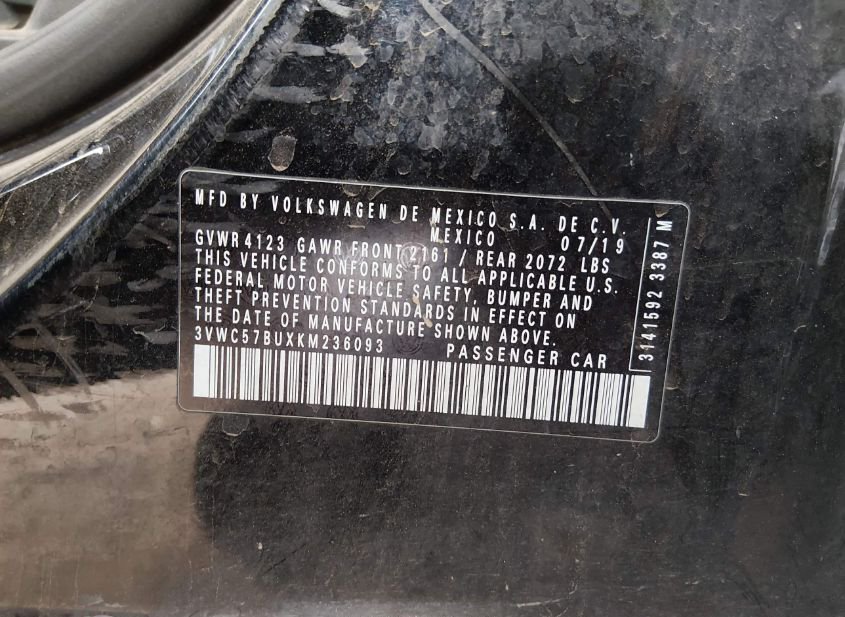 MFD BY VOLKSWAGEN DE MEXICO S.A. DE C.V.
MEXICO 07/19
GVWR 4123 GAWR FRONT 2161 / REAR 2072 LBS
THIS VEHICLE CONFORMS TO ALL APPLICABLE U.S.
FEDERAL MOTOR VEHICLE SAFETY, BUMPER AND
THEFT PREVENTION STANDARDS IN EFFECT ON
THE DATE OF MANUFACTURE SHOWN ABOVE.
3VWC57BUXKM236093 PASSENGER CAR
3141592 3387 M